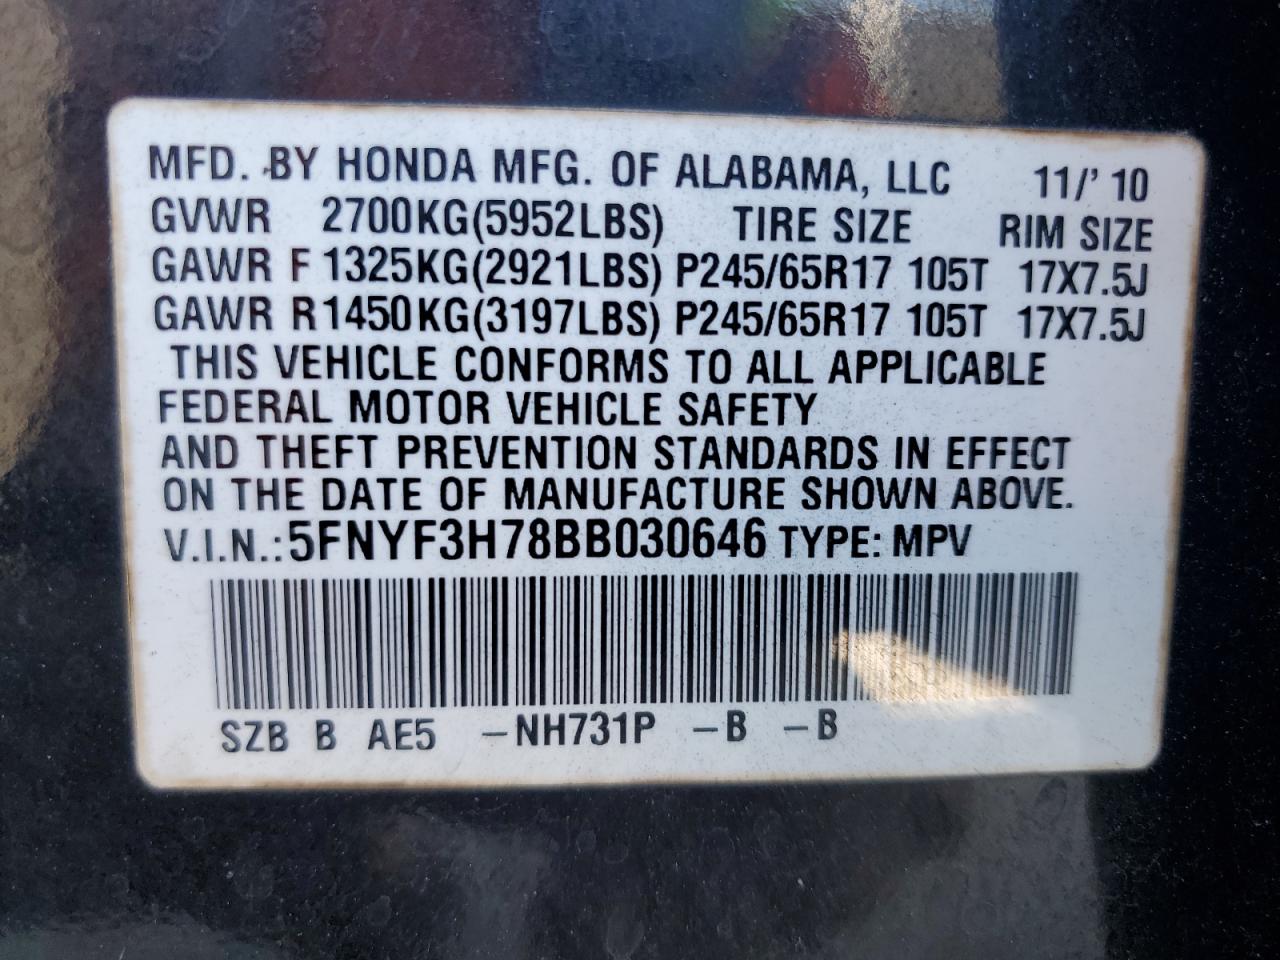 MFD. BY HONDA MFG. OF ALABAMA, LLC 11/' 10
GVWR 2700KG(5952LBS) TIRE SIZE RIM SIZE
GAWR F 1325KG(2921LBS) P245/65R17 105T 17X7.5J
GAWR R 1450KG(3197LBS) P245/65R17 105T 17X7.5J
THIS VEHICLE CONFORMS TO ALL APPLICABLE
FEDERAL MOTOR VEHICLE SAFETY
AND THEFT PREVENTION STANDARDS IN EFFECT
ON THE DATE OF MANUFACTURE SHOWN ABOVE.
V.I.N.: 5FNYF3H78BB030646 TYPE: MPV
SZB B AE5 -NH731P -B -B